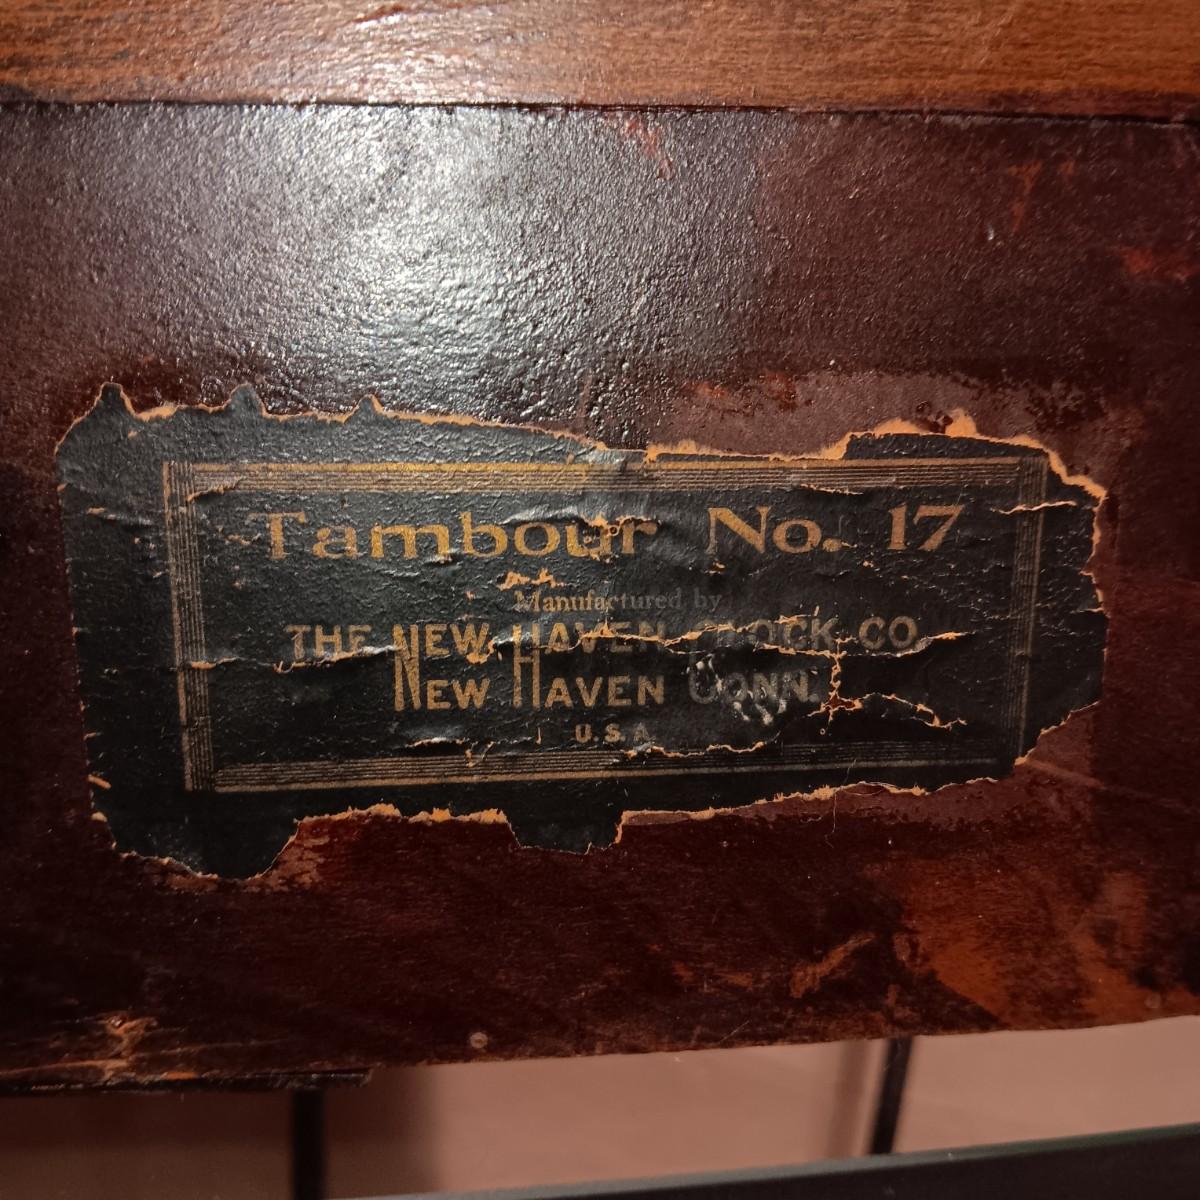 Tambour No. 17
Manufactured by
THE NEW HAVEN CLOCK CO
NEW HAVEN CONN.
U.S.A.